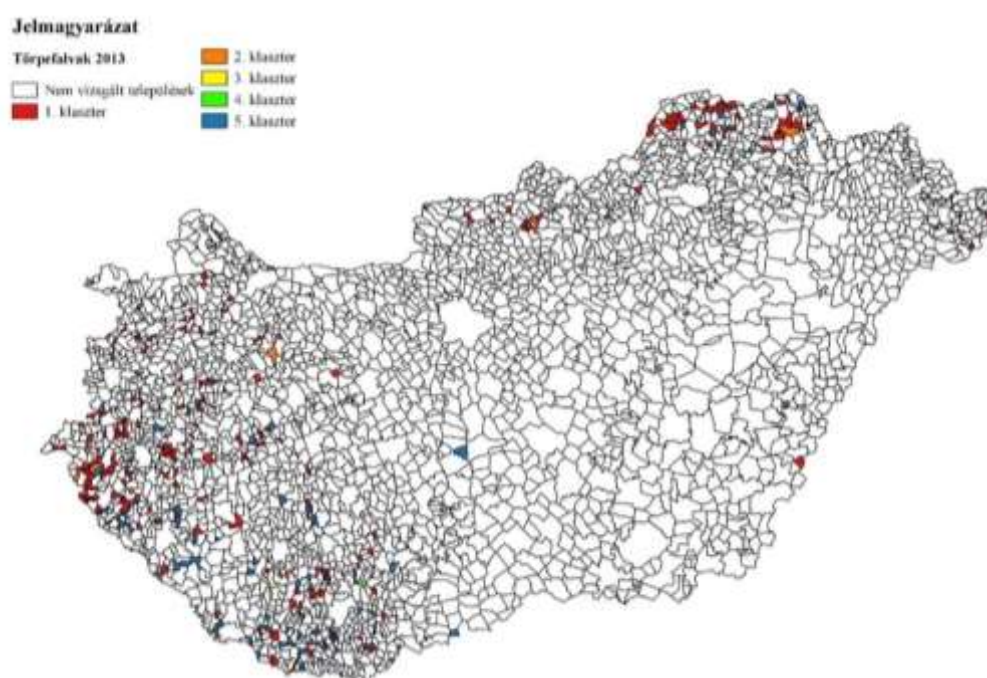 Jelmagyarázat
Törpefalvak 2013
Nem vizsgált települések
1. klaszter
2. klaszter
3. klaszter
4. klaszter
5. klaszter